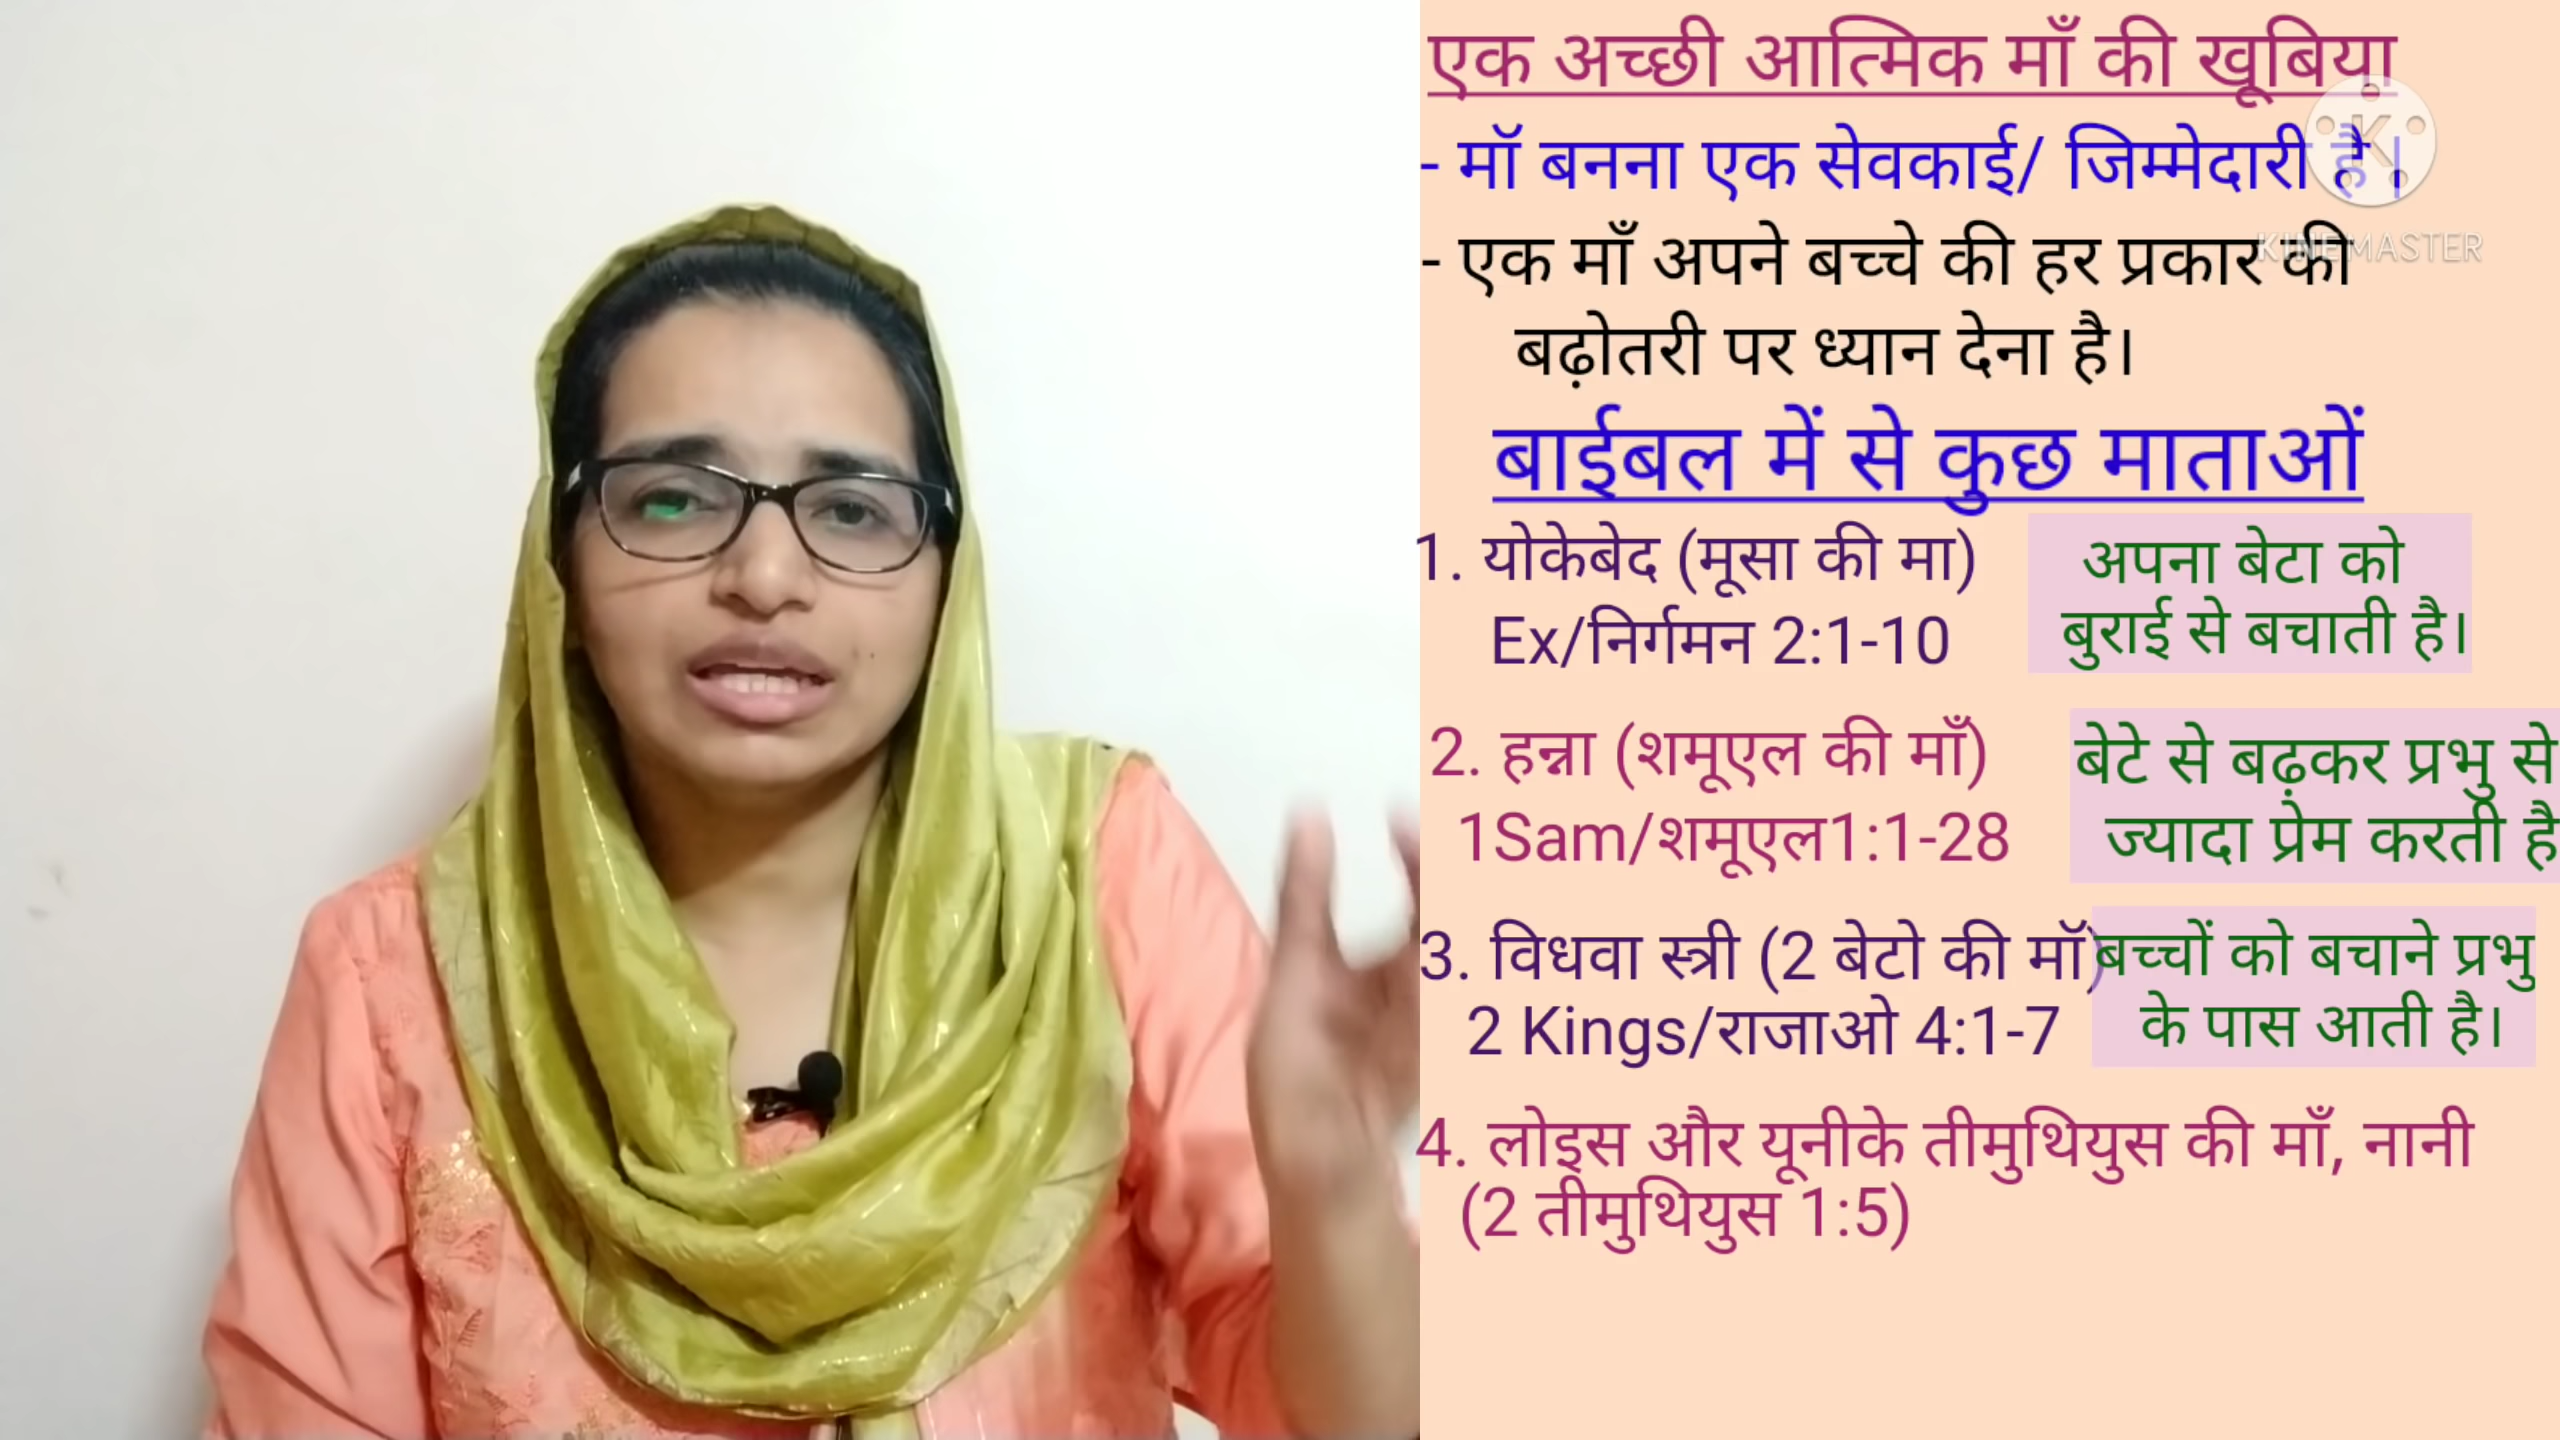 एक अच्छी आत्मिक माँ की खूबिया
- मॉ बनना एक सेवकाई/ जिम्मेदारी है |
- एक माँ अपने बच्चे की हर प्रकार की
बढ़ोतरी पर ध्यान देना है।
बाईबल में से कुछ माताओं
1. योकेबेद (मूसा की मा)
Ex/निर्गमन 2:1-10
अपना बेटा को
बुराई से बचाती है।
2. हन्ना (शमूएल की माँ)
1Sam/शमूएल1:1-28
बेटे से बढ़कर प्रभु से
ज्यादा प्रेम करती है
3. विधवा स्त्री (2 बेटो की मॉ)
2 Kings/राजाओ 4:1-7
बच्चों को बचाने प्रभु
के पास आती है।
4. लोइस और यूनीके तीमुथियुस की माँ, नानी
(2 तीमुथियुस 1:5)
K
KINEMASTER